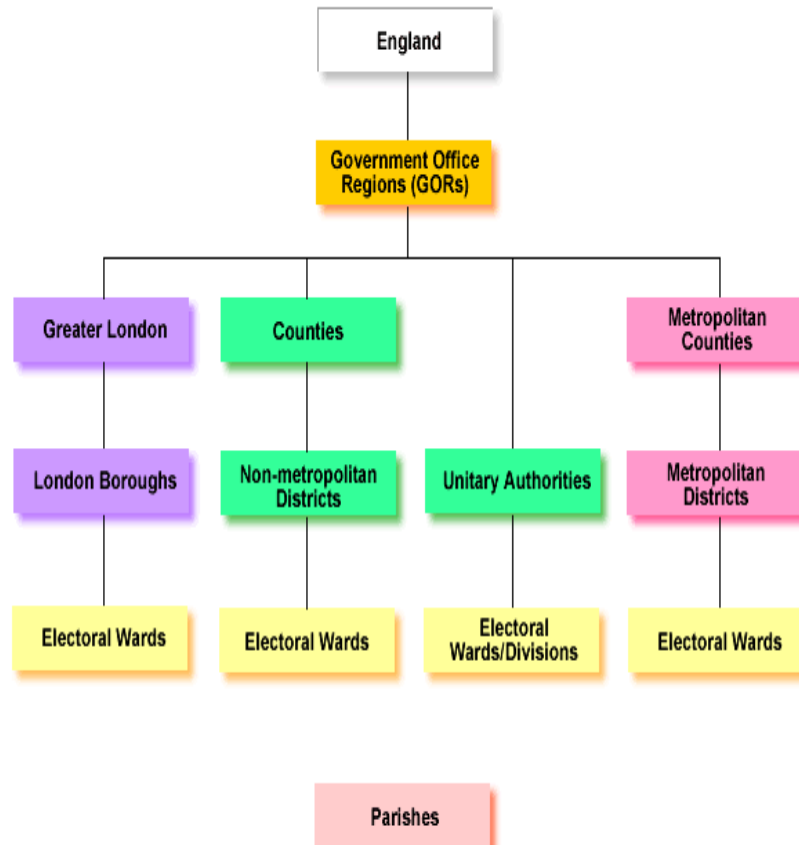 England
Government Office
Regions (GORs)
Greater London
Counties
Metropolitan
Counties
London Boroughs
Non-metropolitan
Districts
Unitary Authorities
Metropolitan
Districts
Electoral Wards
Electoral Wards
Electoral
Wards/Divisions
Electoral Wards
Parishes